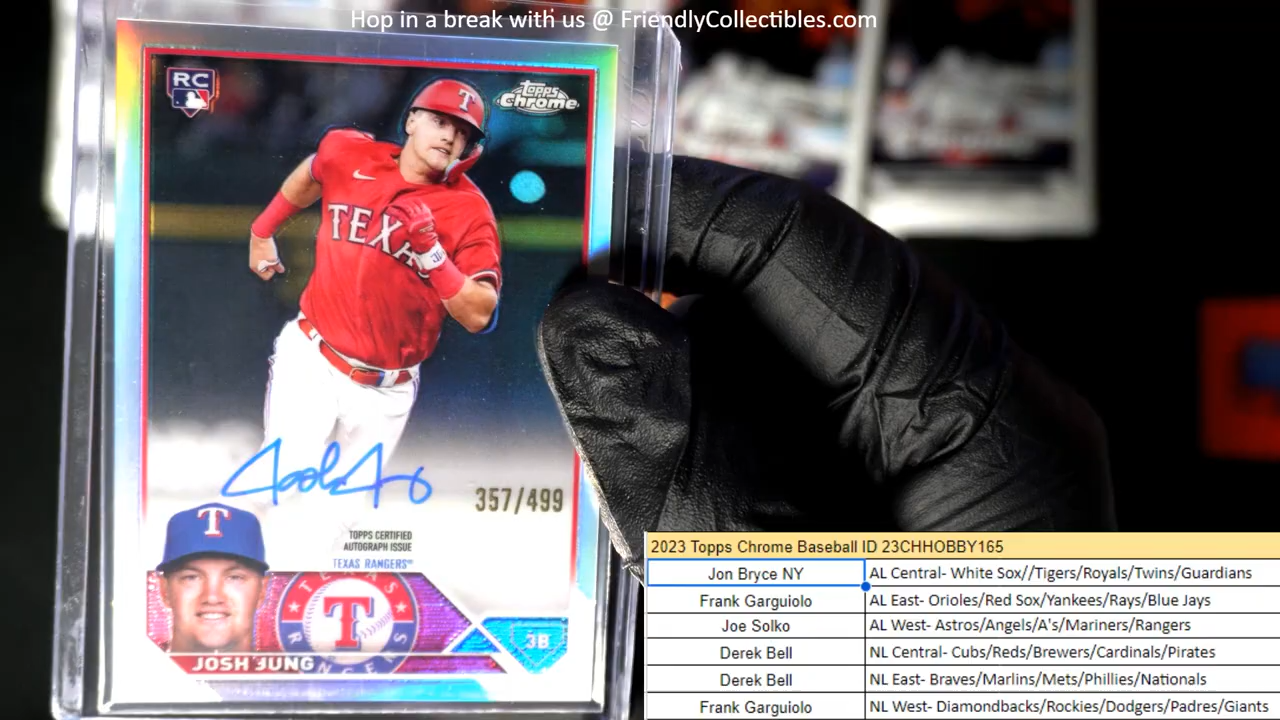 Hop in a break with us @ FriendlyCollectibles.com
RC
Topps
Chrome
T
TEXAS
357/499
TOPPS CERTIFIED
AUTOGRAPH ISSUE
TEXAS RANGERS
T
TEXAS
T
RANGERS
3B
JOSH JUNG
2023 Topps Chrome Baseball ID 23CHHOBBY165
Jon Bryce NY AL Central- White Sox//Tigers/Royals/Twins/Guardians
Frank Garguiolo AL East- Orioles/Red Sox/Yankees/Rays/Blue Jays
Joe Solko AL West- Astros/Angels/A's/Mariners/Rangers
Derek Bell NL Central- Cubs/Reds/Brewers/Cardinals/Pirates
Derek Bell NL East- Braves/Marlins/Mets/Phillies/Nationals
Frank Garguiolo NL West- Diamondbacks/Rockies/Dodgers/Padres/Giants